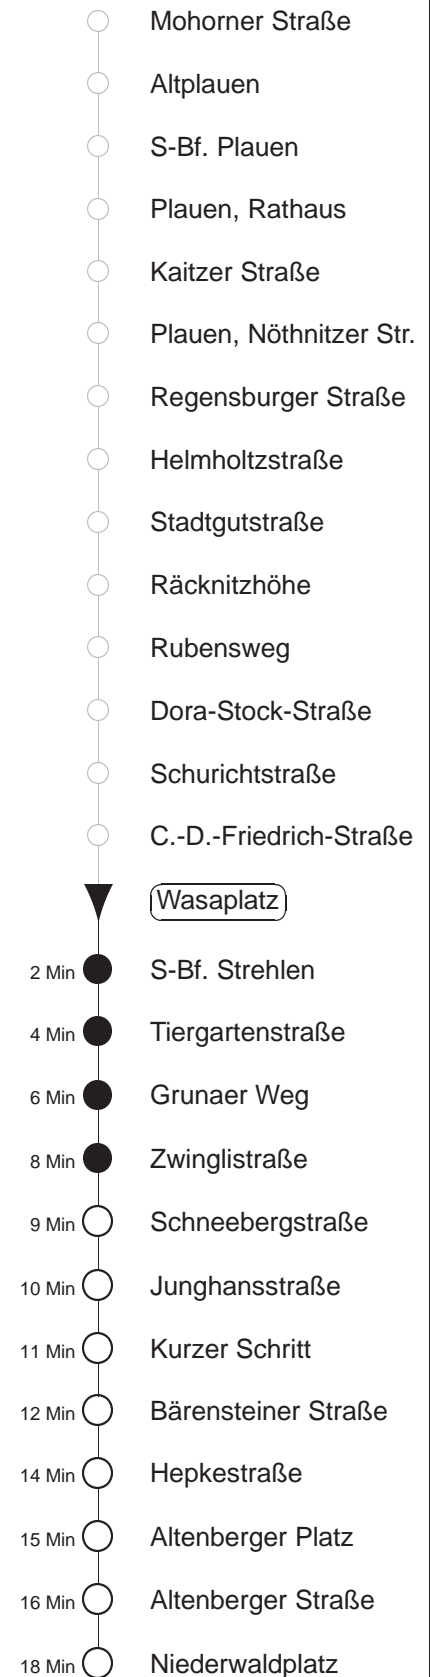 Mohorner Straße
Altplauen
S-Bf. Plauen
Plauen, Rathaus
Kaitzer Straße
Plauen, Nöthnitzer Str.
Regensburger Straße
Helmholtzstraße
Stadtgutstraße
Räcknitzhöhe
Rubensweg
Dora-Stock-Straße
Schurichtstraße
C.-D.-Friedrich-Straße
Wasaplatz
2 Min S-Bf. Strehlen
4 Min Tiergartenstraße
6 Min Grunaer Weg
8 Min Zwinglistraße
9 Min Schneebergstraße
10 Min Junghansstraße
11 Min Kurzer Schritt
12 Min Bärensteiner Straße
14 Min Hepkestraße
15 Min Altenberger Platz
16 Min Altenberger Straße
18 Min Niederwaldplatz